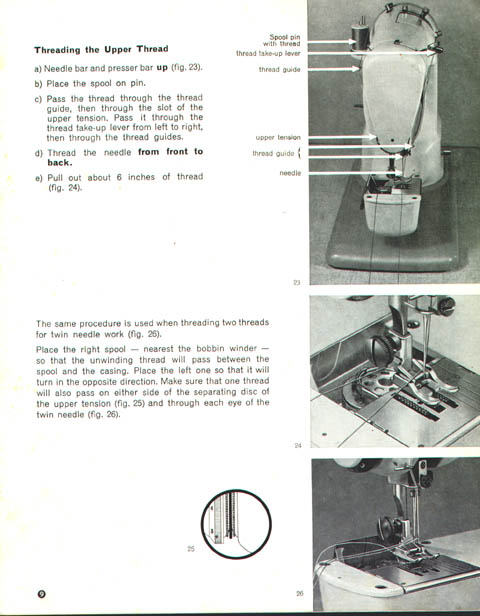 Threading the Upper Thread
a) Needle bar and presser bar up (fig. 23).
b) Place the spool on pin.
c) Pass the thread through the thread
guide, then through the slot of the
upper tension. Pass it through the
thread take-up lever from left to right,
then through the thread guides.
d) Thread the needle from front to
back.
e) Pull out about 6 inches of thread
(fig. 24).
Spool pin
with thread
thread take-up lever
thread guide
upper tension
thread guide {
needle
23
The same procedure is used when threading two threads
for twin needle work (fig. 26).
Place the right spool — nearest the bobbin winder —
so that the unwinding thread will pass between the
spool and the casing. Place the left one so that it will
turn in the opposite direction. Make sure that one thread
will also pass on either side of the separating disc of
the upper tension (fig. 25) and through each eye of the
twin needle (fig. 26).
24
25
9
26